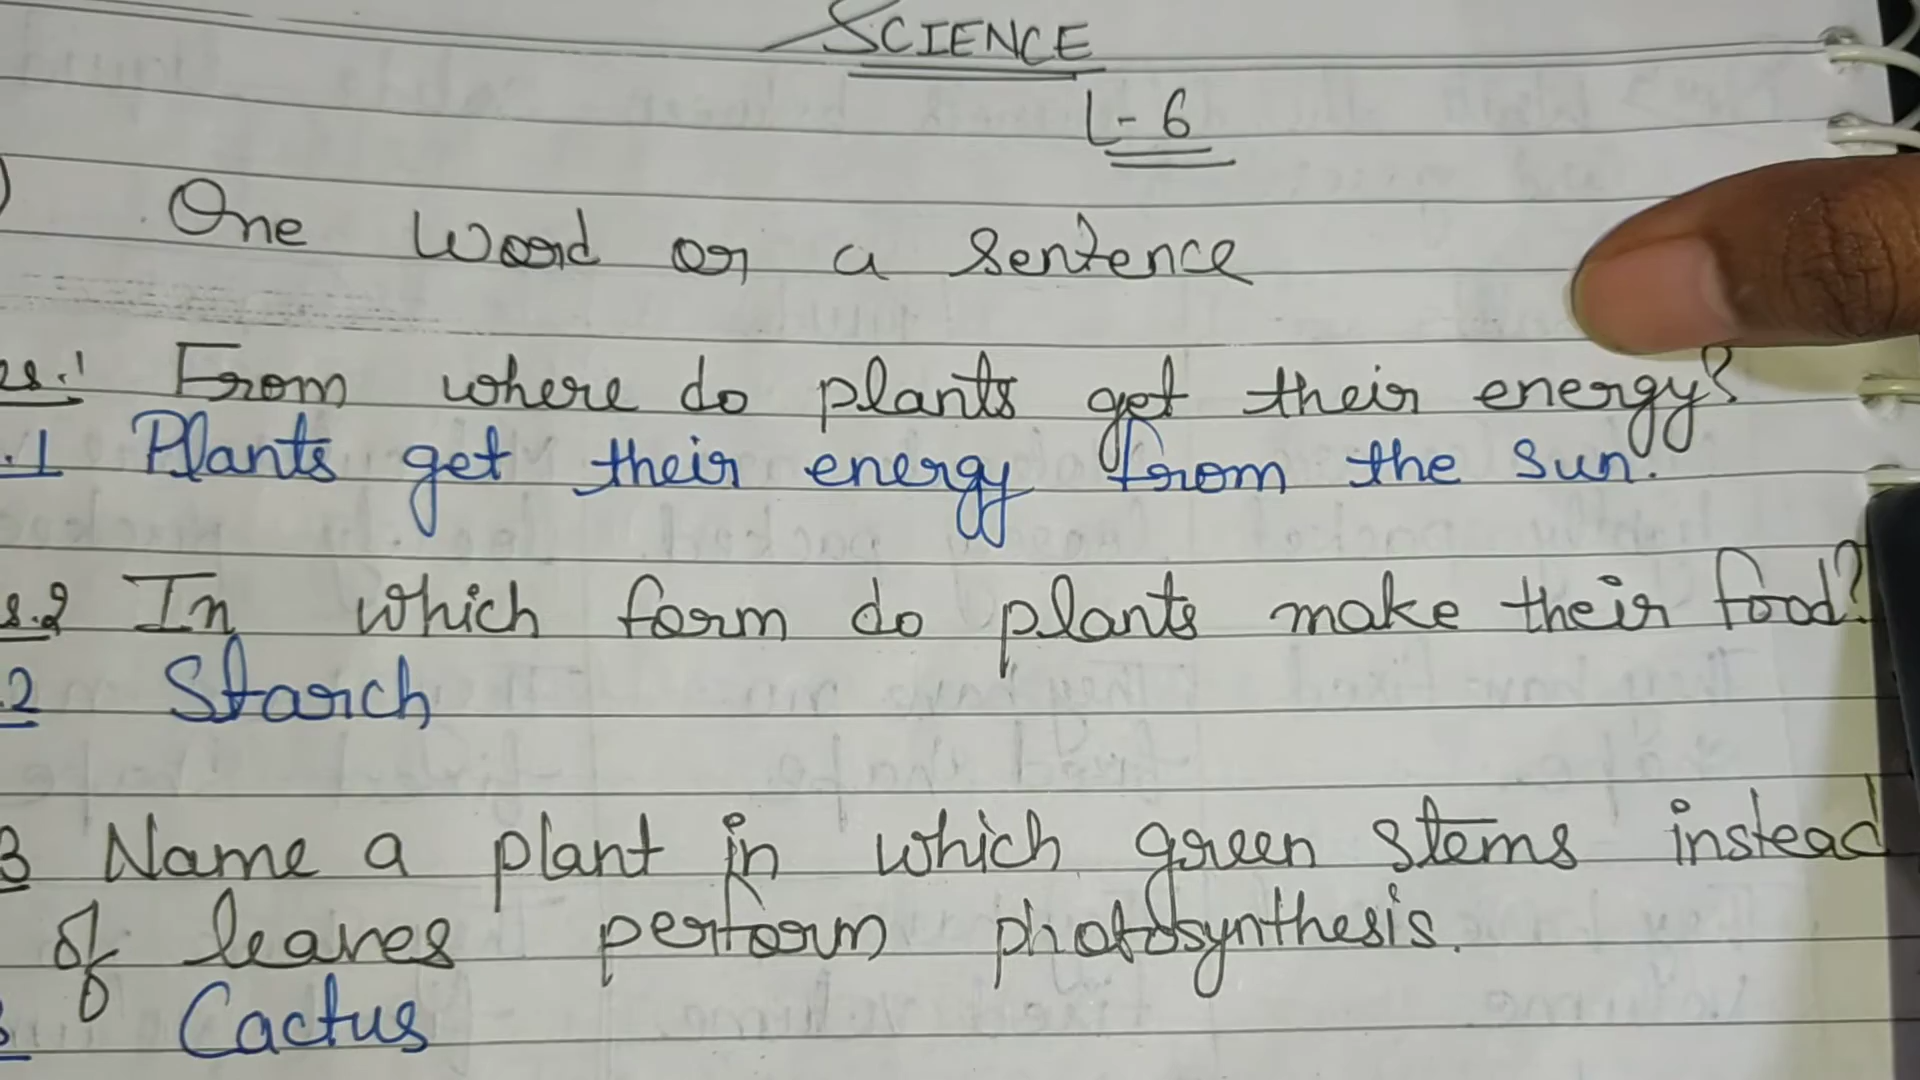 SCIENCE
L-6
One Word or a Sentence
es.1 From where do plants get their energy?
.1 Plants get their energy from the sun.
s.2 In which form do plants make their food?
.2 Starch
3 Name a plant in which green stems instead
of leaves perform photosynthesis.
Cactus